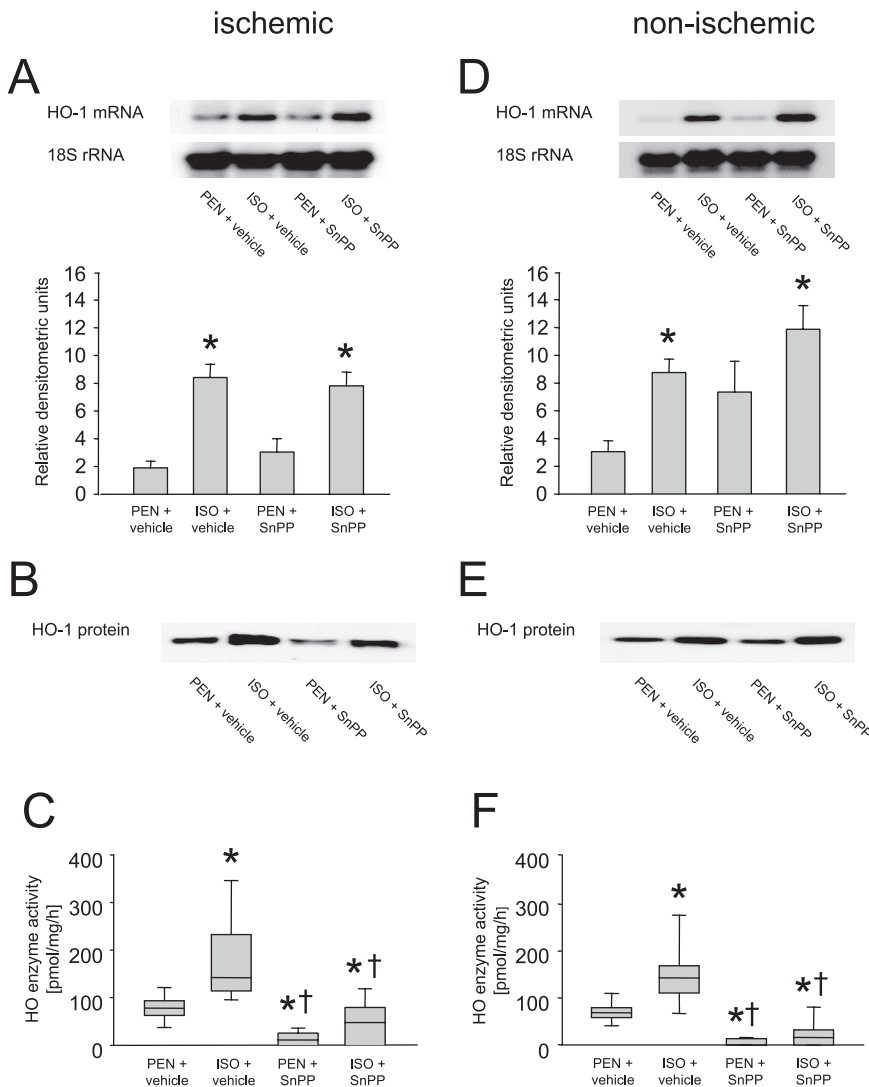 ischemic
non-ischemic
A
HO-1 mRNA
18S rRNA
PEN + vehicle
ISO + vehicle
PEN + SnPP
ISO + SnPP
Relative densitometric units
16
14
12
10
8
6
4
2
0
*
*
PEN + vehicle
ISO + vehicle
PEN + SnPP
ISO + SnPP
D
HO-1 mRNA
18S rRNA
PEN + vehicle
ISO + vehicle
PEN + SnPP
ISO + SnPP
Relative densitometric units
16
14
12
10
8
6
4
2
0
*
*
PEN + vehicle
ISO + vehicle
PEN + SnPP
ISO + SnPP
B
HO-1 protein
PEN + vehicle
ISO + vehicle
PEN + SnPP
ISO + SnPP
E
HO-1 protein
PEN + vehicle
ISO + vehicle
PEN + SnPP
ISO + SnPP
C
HO enzyme activity
[pmol/mg/h]
400
300
200
100
0
*
*†
*†
PEN + vehicle
ISO + vehicle
PEN + SnPP
ISO + SnPP
F
HO enzyme activity
[pmol/mg/h]
400
300
200
100
0
*
*†
*†
PEN + vehicle
ISO + vehicle
PEN + SnPP
ISO + SnPP